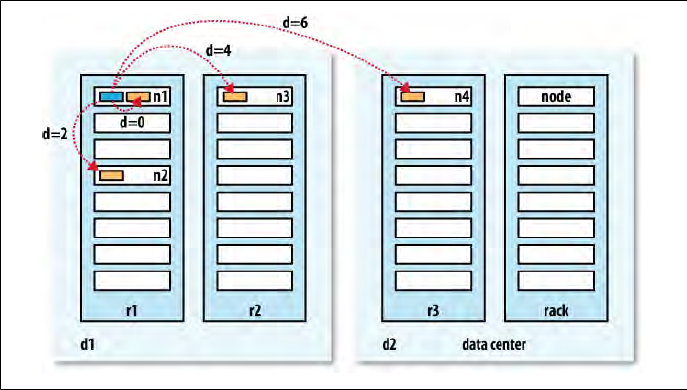 d=6
d=4
n1
n3
n4
node
d=0
d=2
n2
r1
r2
r3
rack
d1
d2
data center